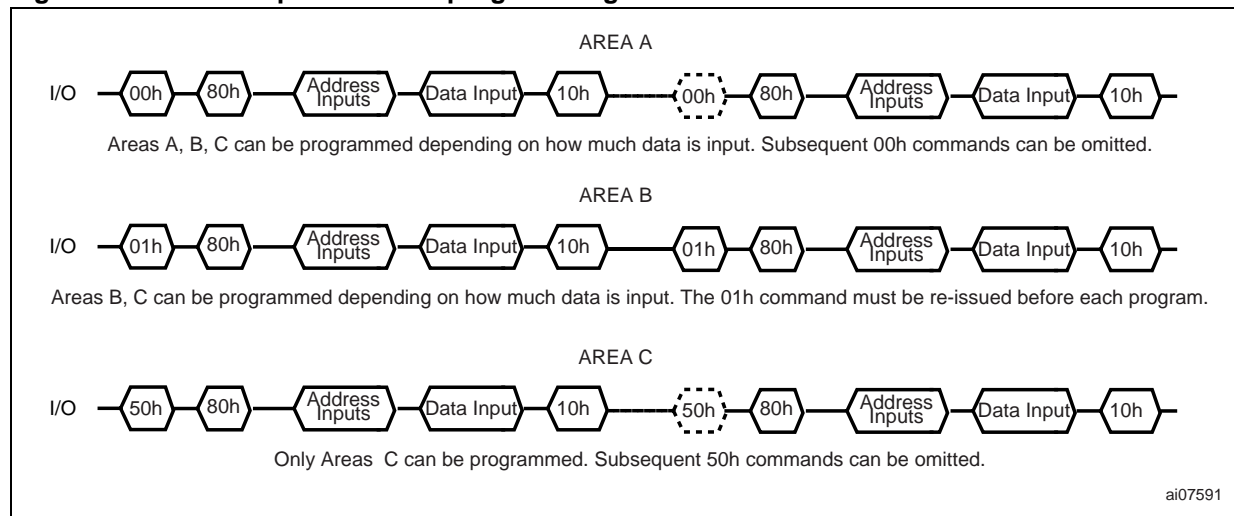 AREA A
I/O 00h 80h Address Inputs Data Input 10h 00h 80h Address Inputs Data Input 10h
Areas A, B, C can be programmed depending on how much data is input. Subsequent 00h commands can be omitted.
AREA B
I/O 01h 80h Address Inputs Data Input 10h 01h 80h Address Inputs Data Input 10h
Areas B, C can be programmed depending on how much data is input. The 01h command must be re-issued before each program.
AREA C
I/O 50h 80h Address Inputs Data Input 10h 50h 80h Address Inputs Data Input 10h
Only Areas C can be programmed. Subsequent 50h commands can be omitted.
ai07591